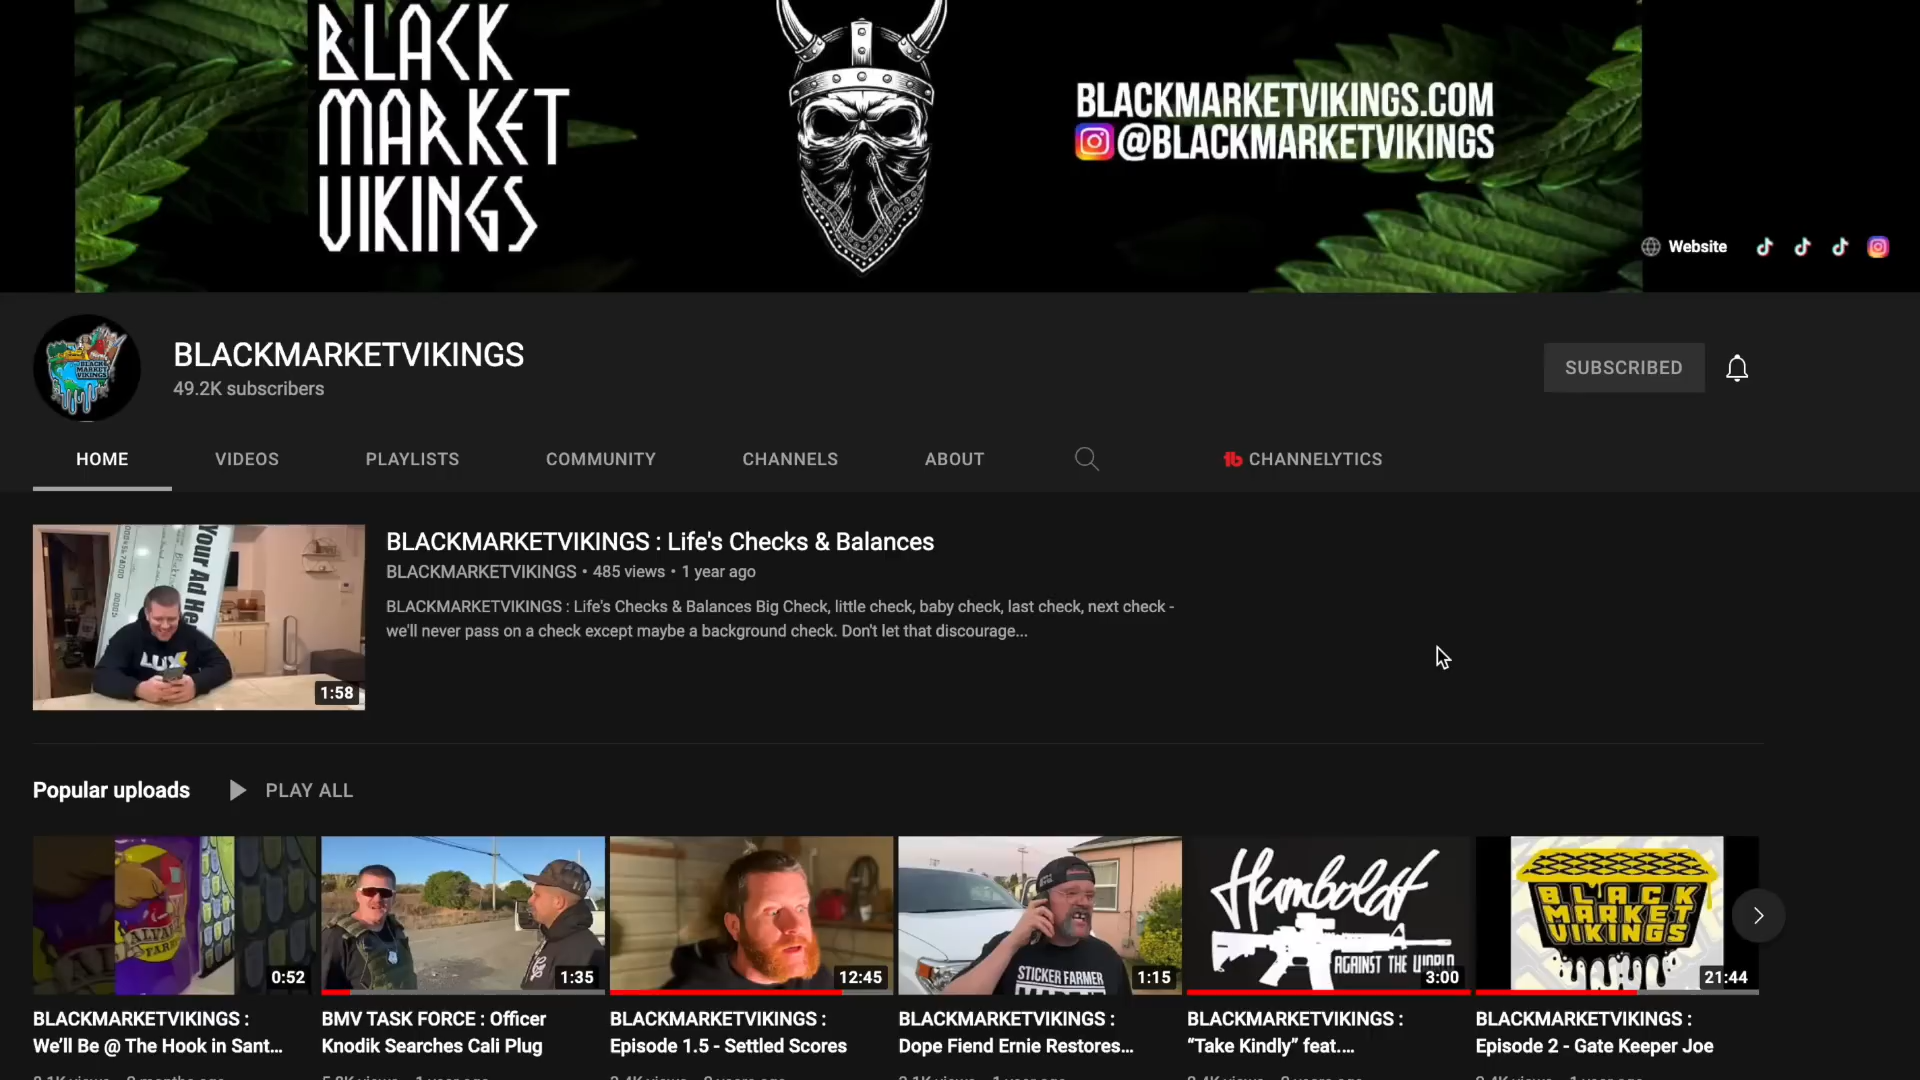 BLACK
MARKET
VIKINGS
BLACKMARKETVIKINGS.COM
@BLACKMARKETVIKINGS
Website
BLACKMARKETVIKINGS
49.2K subscribers
SUBSCRIBED
HOME
VIDEOS
PLAYLISTS
COMMUNITY
CHANNELS
ABOUT
CHANNELYTICS
Your Ad He
LUX
1:58
BLACKMARKETVIKINGS : Life's Checks & Balances
BLACKMARKETVIKINGS • 485 views • 1 year ago
BLACKMARKETVIKINGS : Life's Checks & Balances Big Check, little check, baby check, last check, next check -
we'll never pass on a check except maybe a background check. Don't let that discourage...
Popular uploads
PLAY ALL
0:52
BLACKMARKETVIKINGS :
We'll Be @ The Hook in Sant...
1:35
BMV TASK FORCE : Officer
Knodik Searches Cali Plug
12:45
BLACKMARKETVIKINGS :
Episode 1.5 - Settled Scores
STICKER FARMER
1:15
BLACKMARKETVIKINGS :
Dope Fiend Ernie Restores...
Humboldt
AGAINST THE WORLD
3:00
BLACKMARKETVIKINGS :
“Take Kindly” feat....
BLACK
MARKET
VIKINGS
21:44
BLACKMARKETVIKINGS :
Episode 2 - Gate Keeper Joe